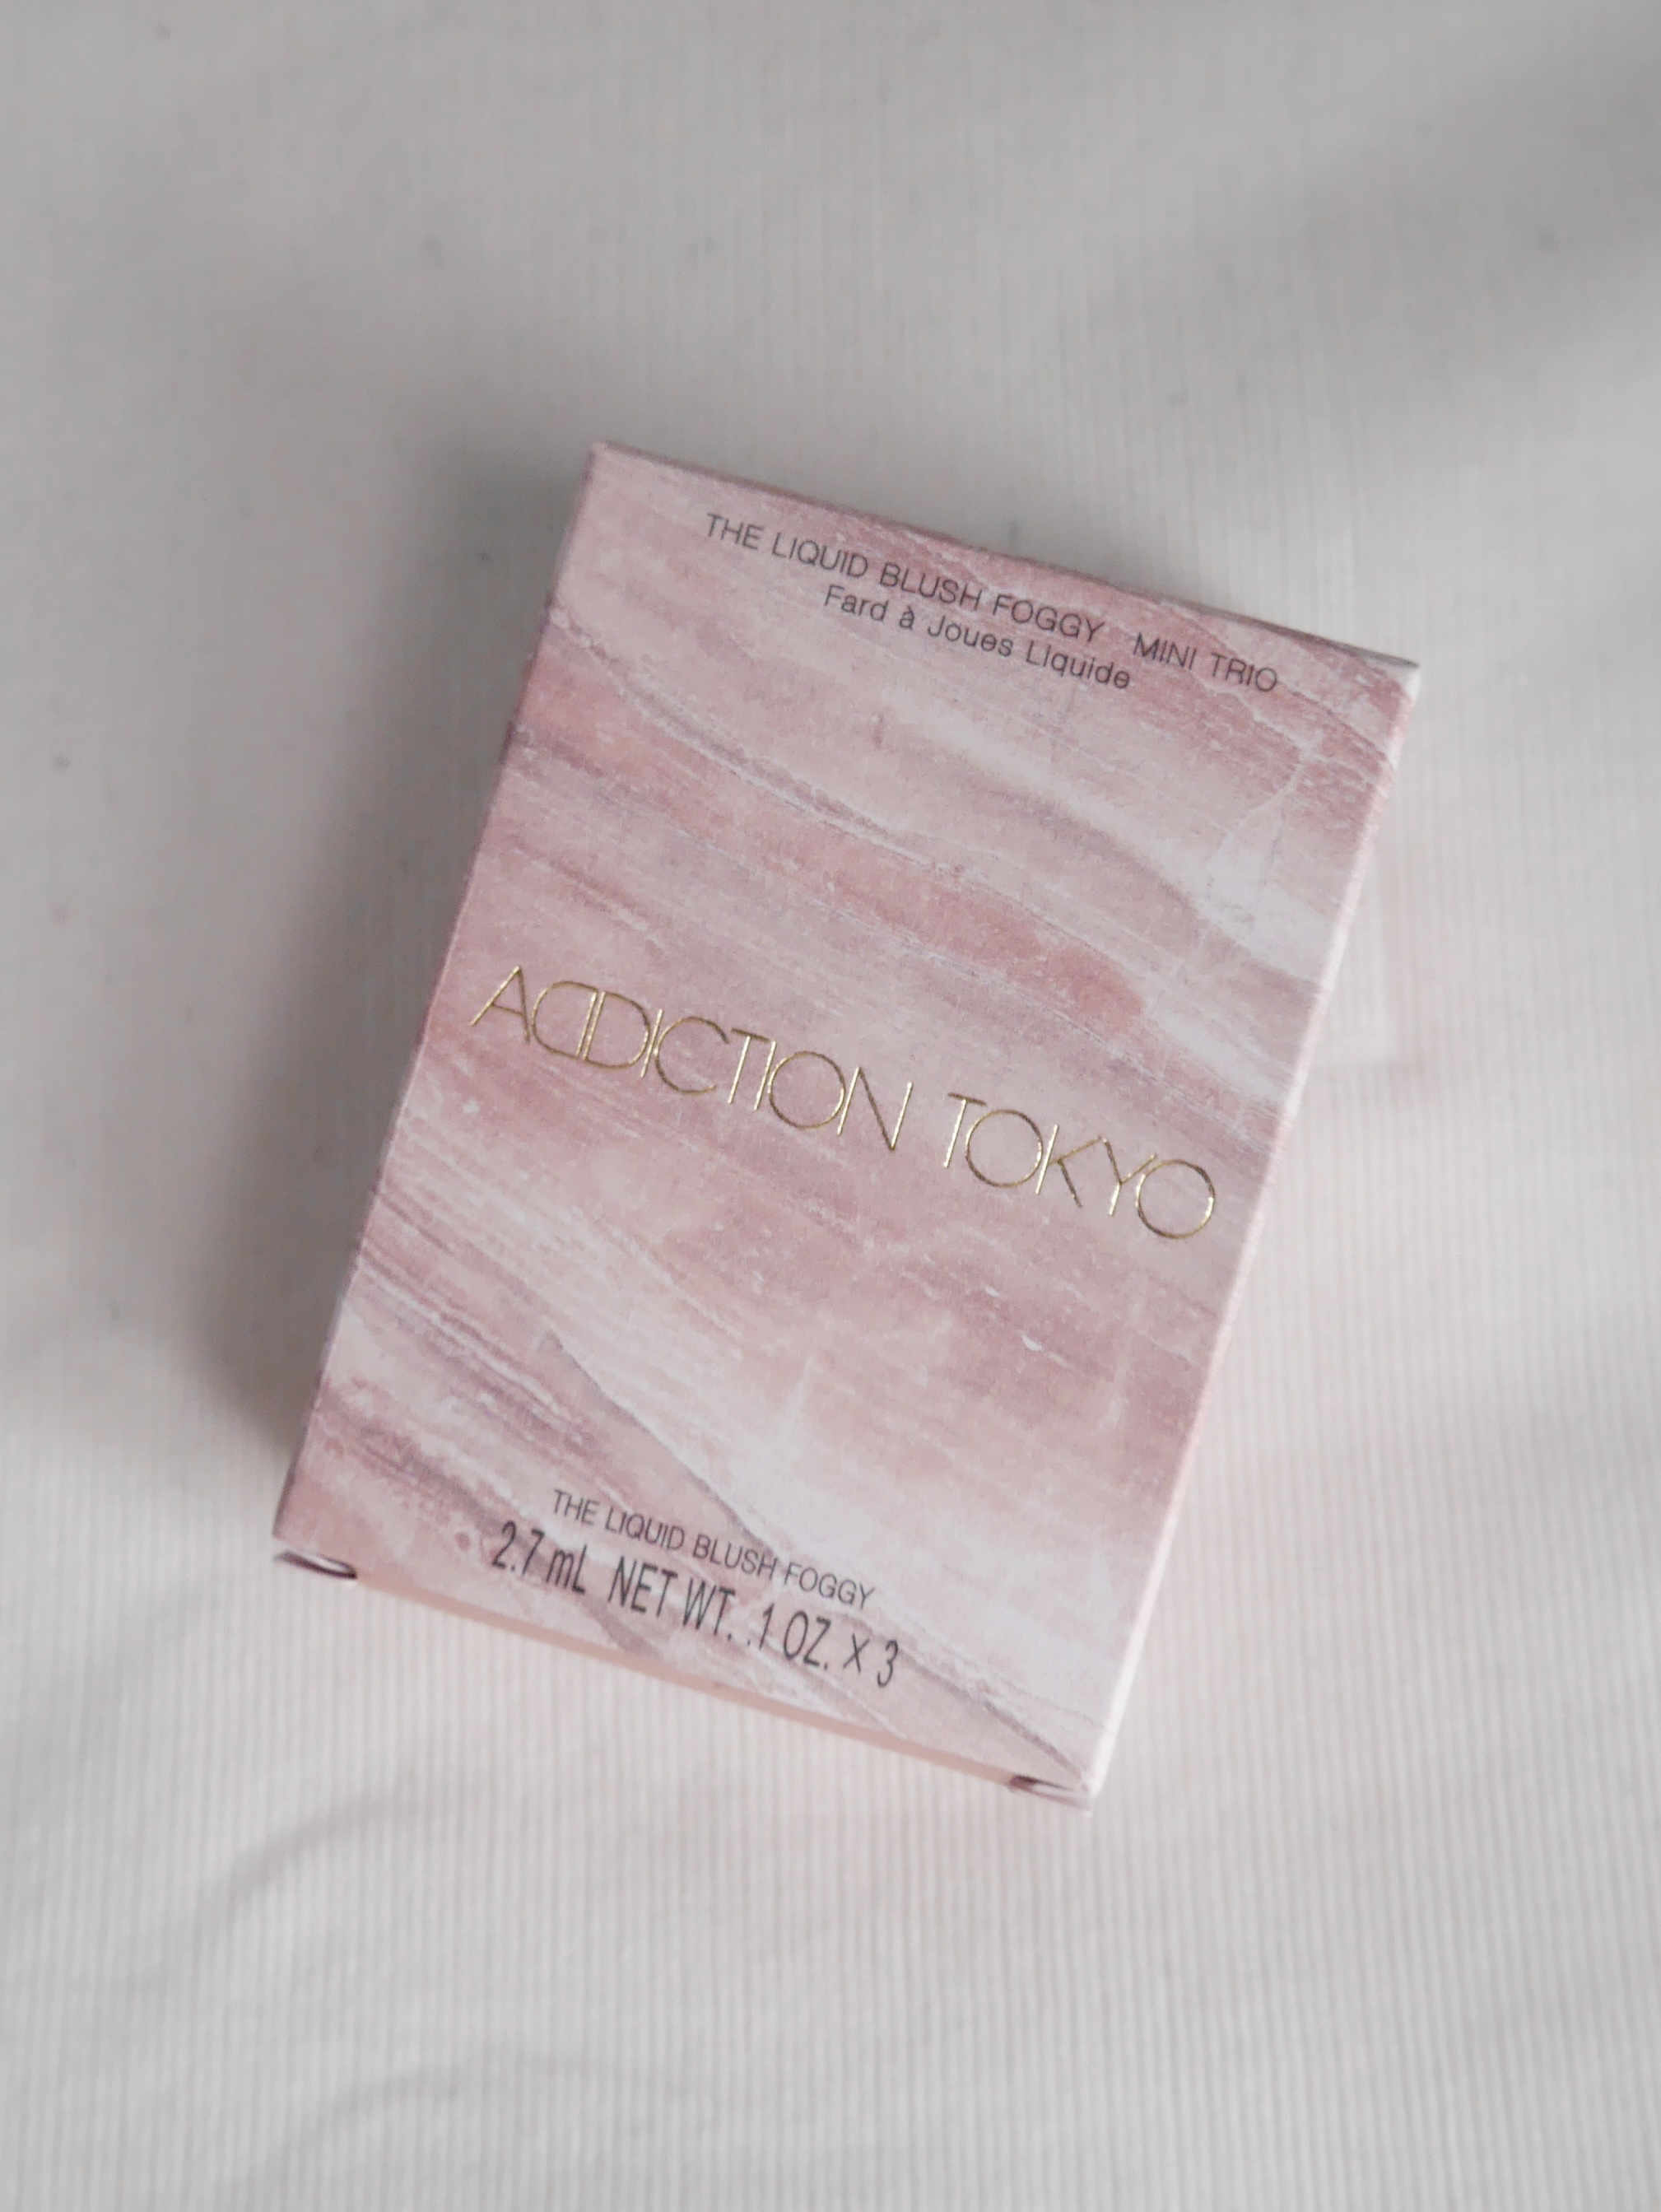 THE LIQUID BLUSH FOGGY MINI TRIO
Fard à Joues Liquide
ADDICTION TOKYO
THE LIQUID BLUSH FOGGY
2.7 mL NET WT. .1 OZ. x 3